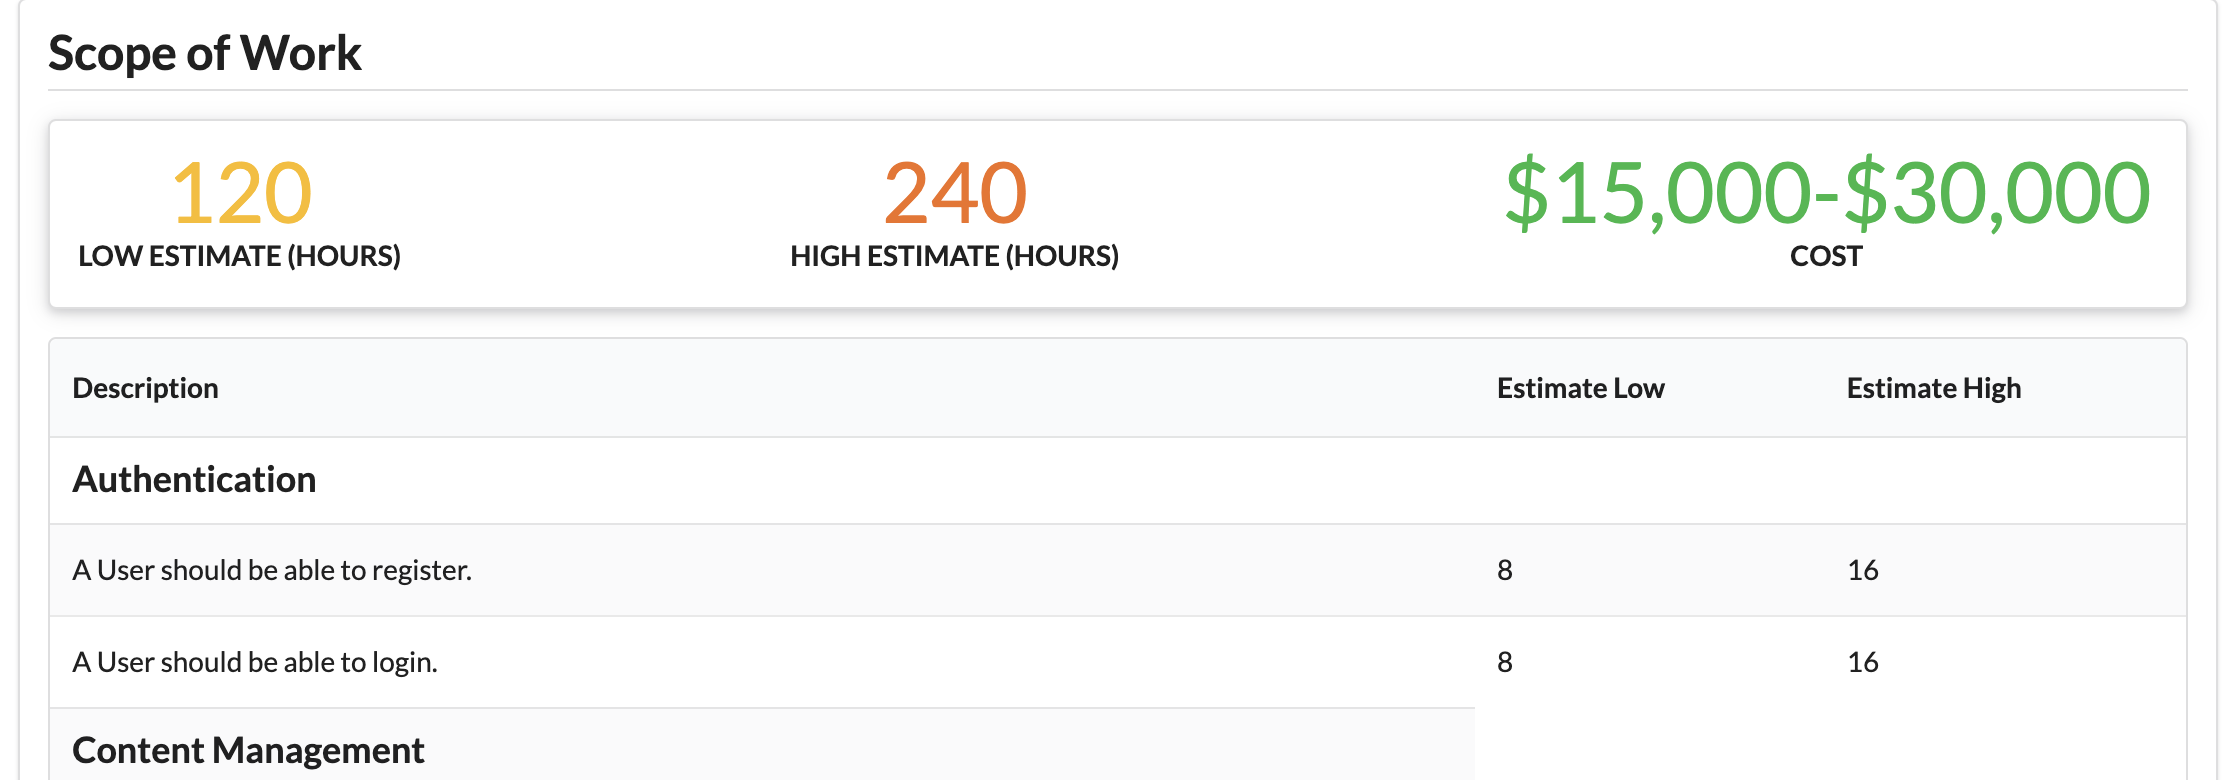 Scope of Work
120 240 $15,000-$30,000
LOW ESTIMATE (HOURS) HIGH ESTIMATE (HOURS) COST
Description Estimate Low Estimate High
Authentication
A User should be able to register. 8 16
A User should be able to login. 8 16
Content Management